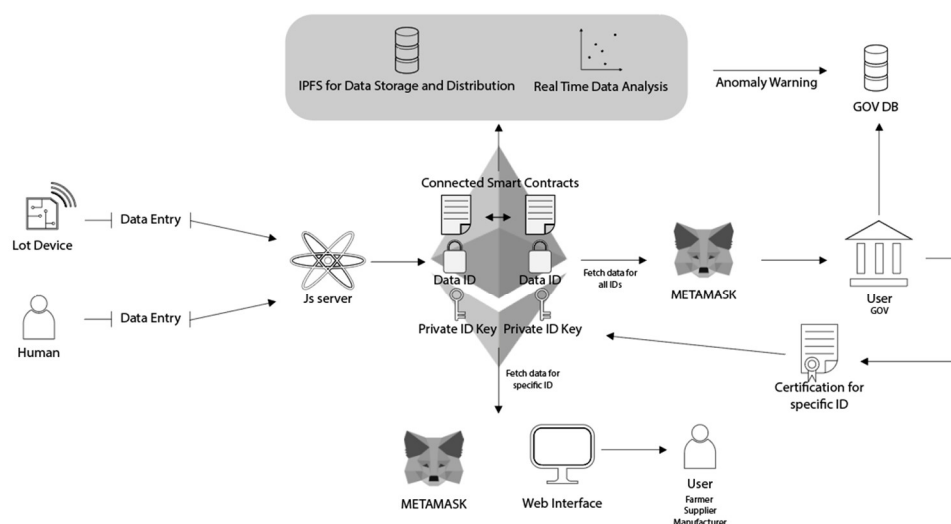 IPFS for Data Storage and Distribution
Real Time Data Analysis
Anomaly Warning
GOV DB
Connected Smart Contracts
Lot Device
Data Entry
Js server
Data ID
Data ID
Fetch data for
all IDs
METAMASK
User
GOV
Human
Data Entry
Private ID Key
Private ID Key
Fetch data for
specific ID
Certification for
specific ID
METAMASK
Web Interface
User
Farmer
Supplier
Manufacturer